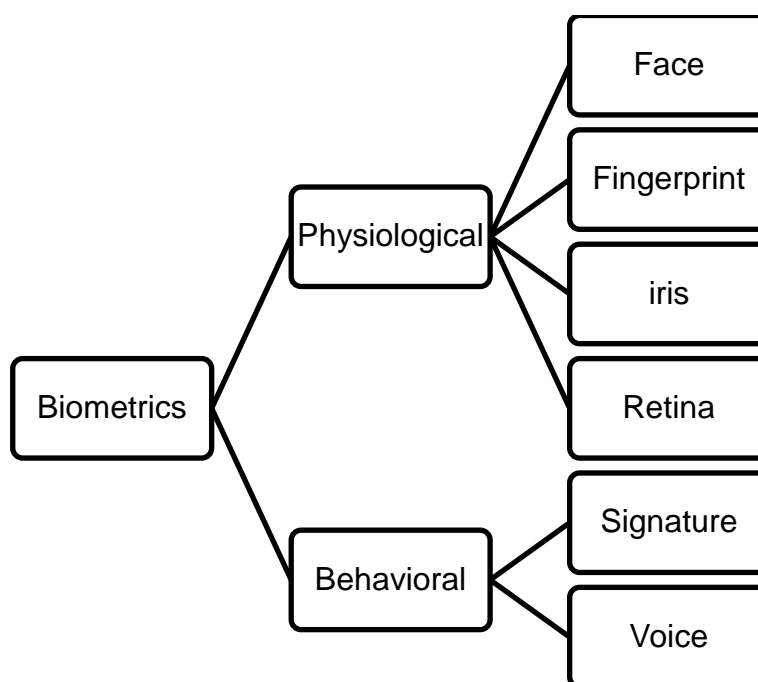 Biometrics
Physiological
Face
Fingerprint
iris
Retina
Behavioral
Signature
Voice